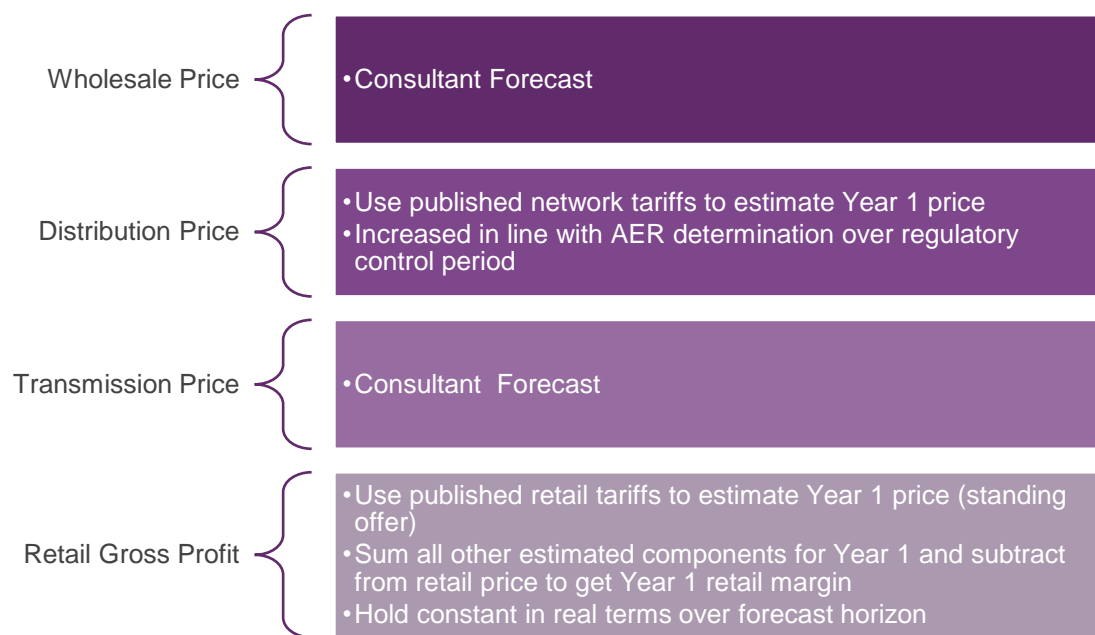 Wholesale Price
•Consultant Forecast
Distribution Price
•Use published network tariffs to estimate Year 1 price
•Increased in line with AER determination over regulatory
control period
Transmission Price
•Consultant  Forecast
Retail Gross Profit
•Use published retail tariffs to estimate Year 1 price (standing
offer)
•Sum all other estimated components for Year 1 and subtract
from retail price to get Year 1 retail margin
•Hold constant in real terms over forecast horizon